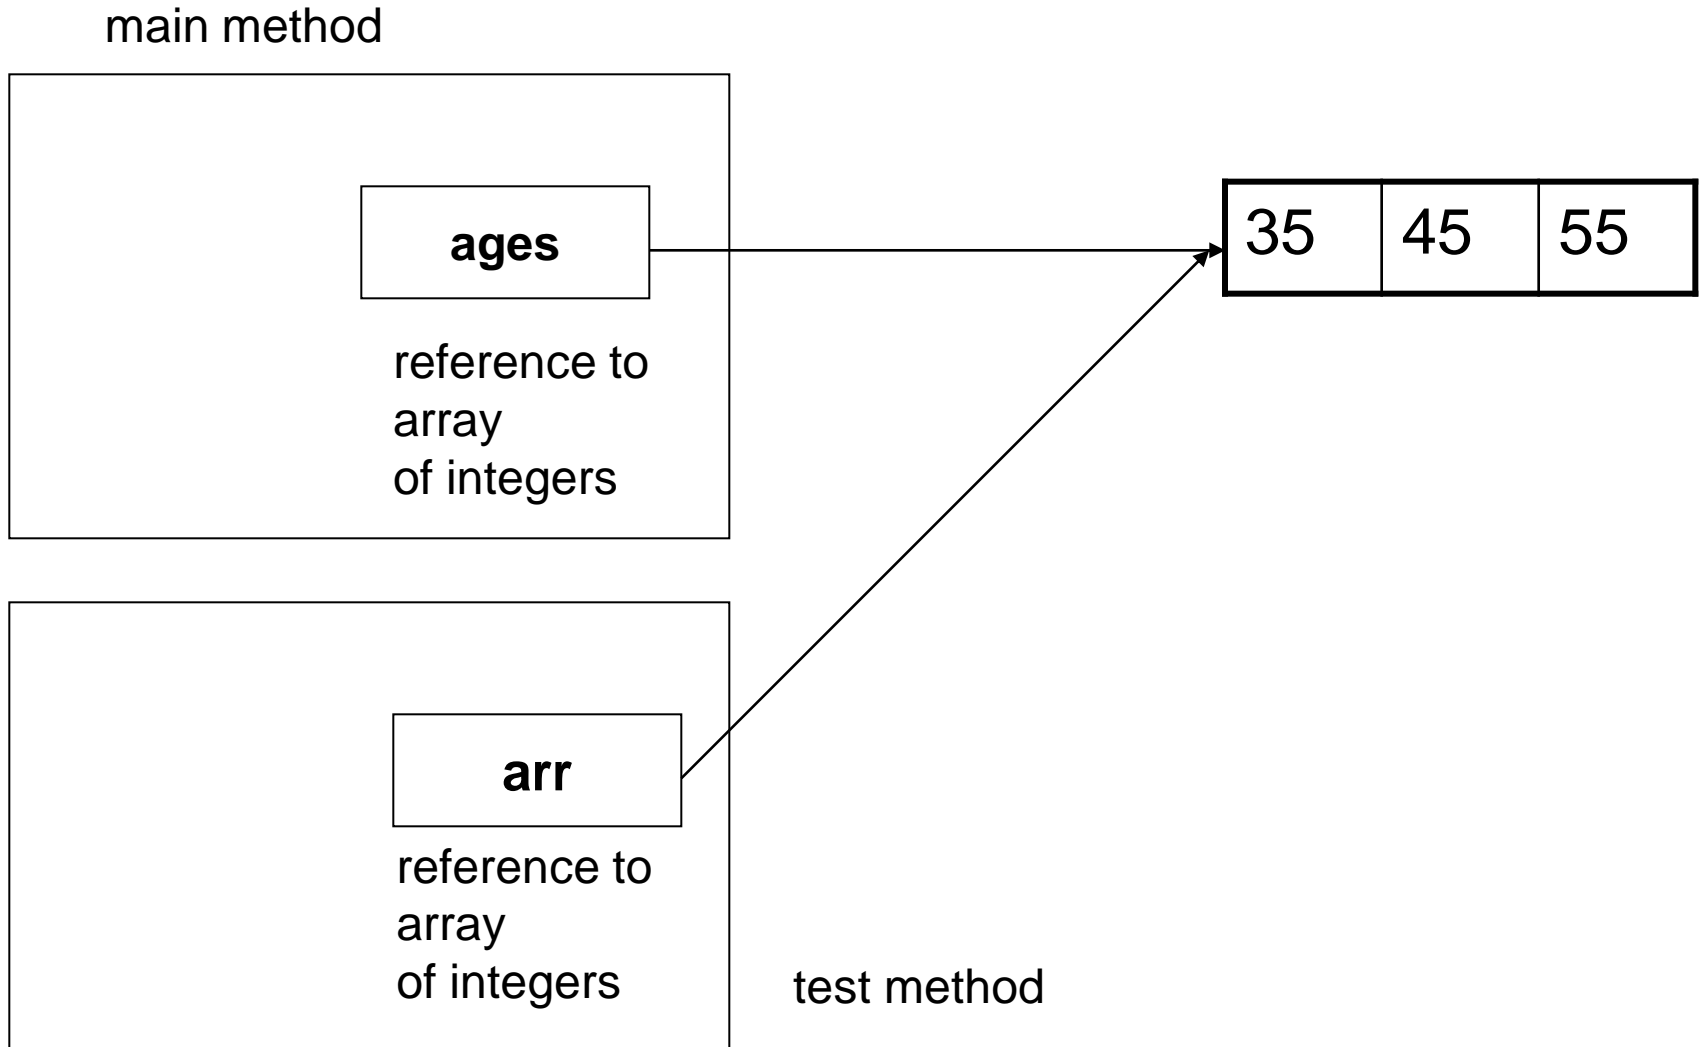 main method
ages
35 45 55
reference to
array
of integers
arr
reference to
array
of integers
test method